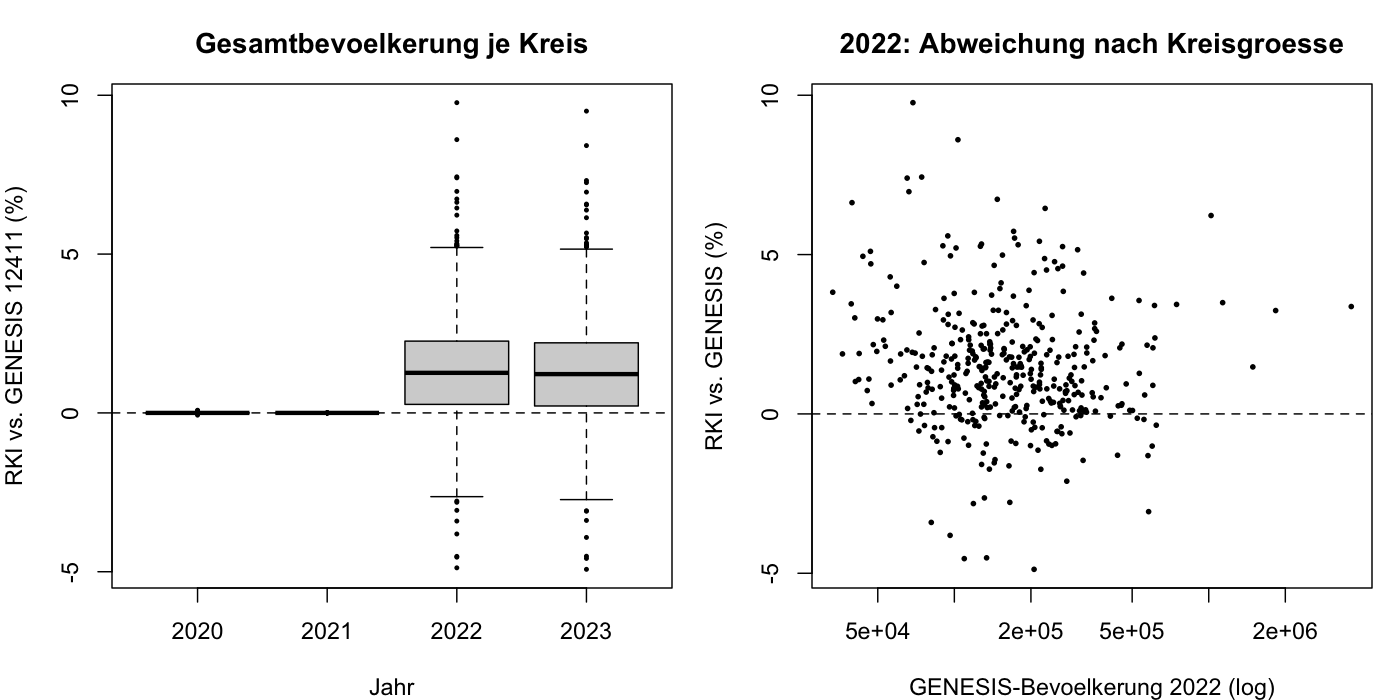 Gesamtbevoelkerung je Kreis
RKI vs. GENESIS 12411 (%)
10
5
0
-5
2020 2021 2022 2023
Jahr
2022: Abweichung nach Kreisgroesse
RKI vs. GENESIS (%)
10
5
0
-5
5e+04 2e+05 5e+05 2e+06
GENESIS-Bevoelkerung 2022 (log)